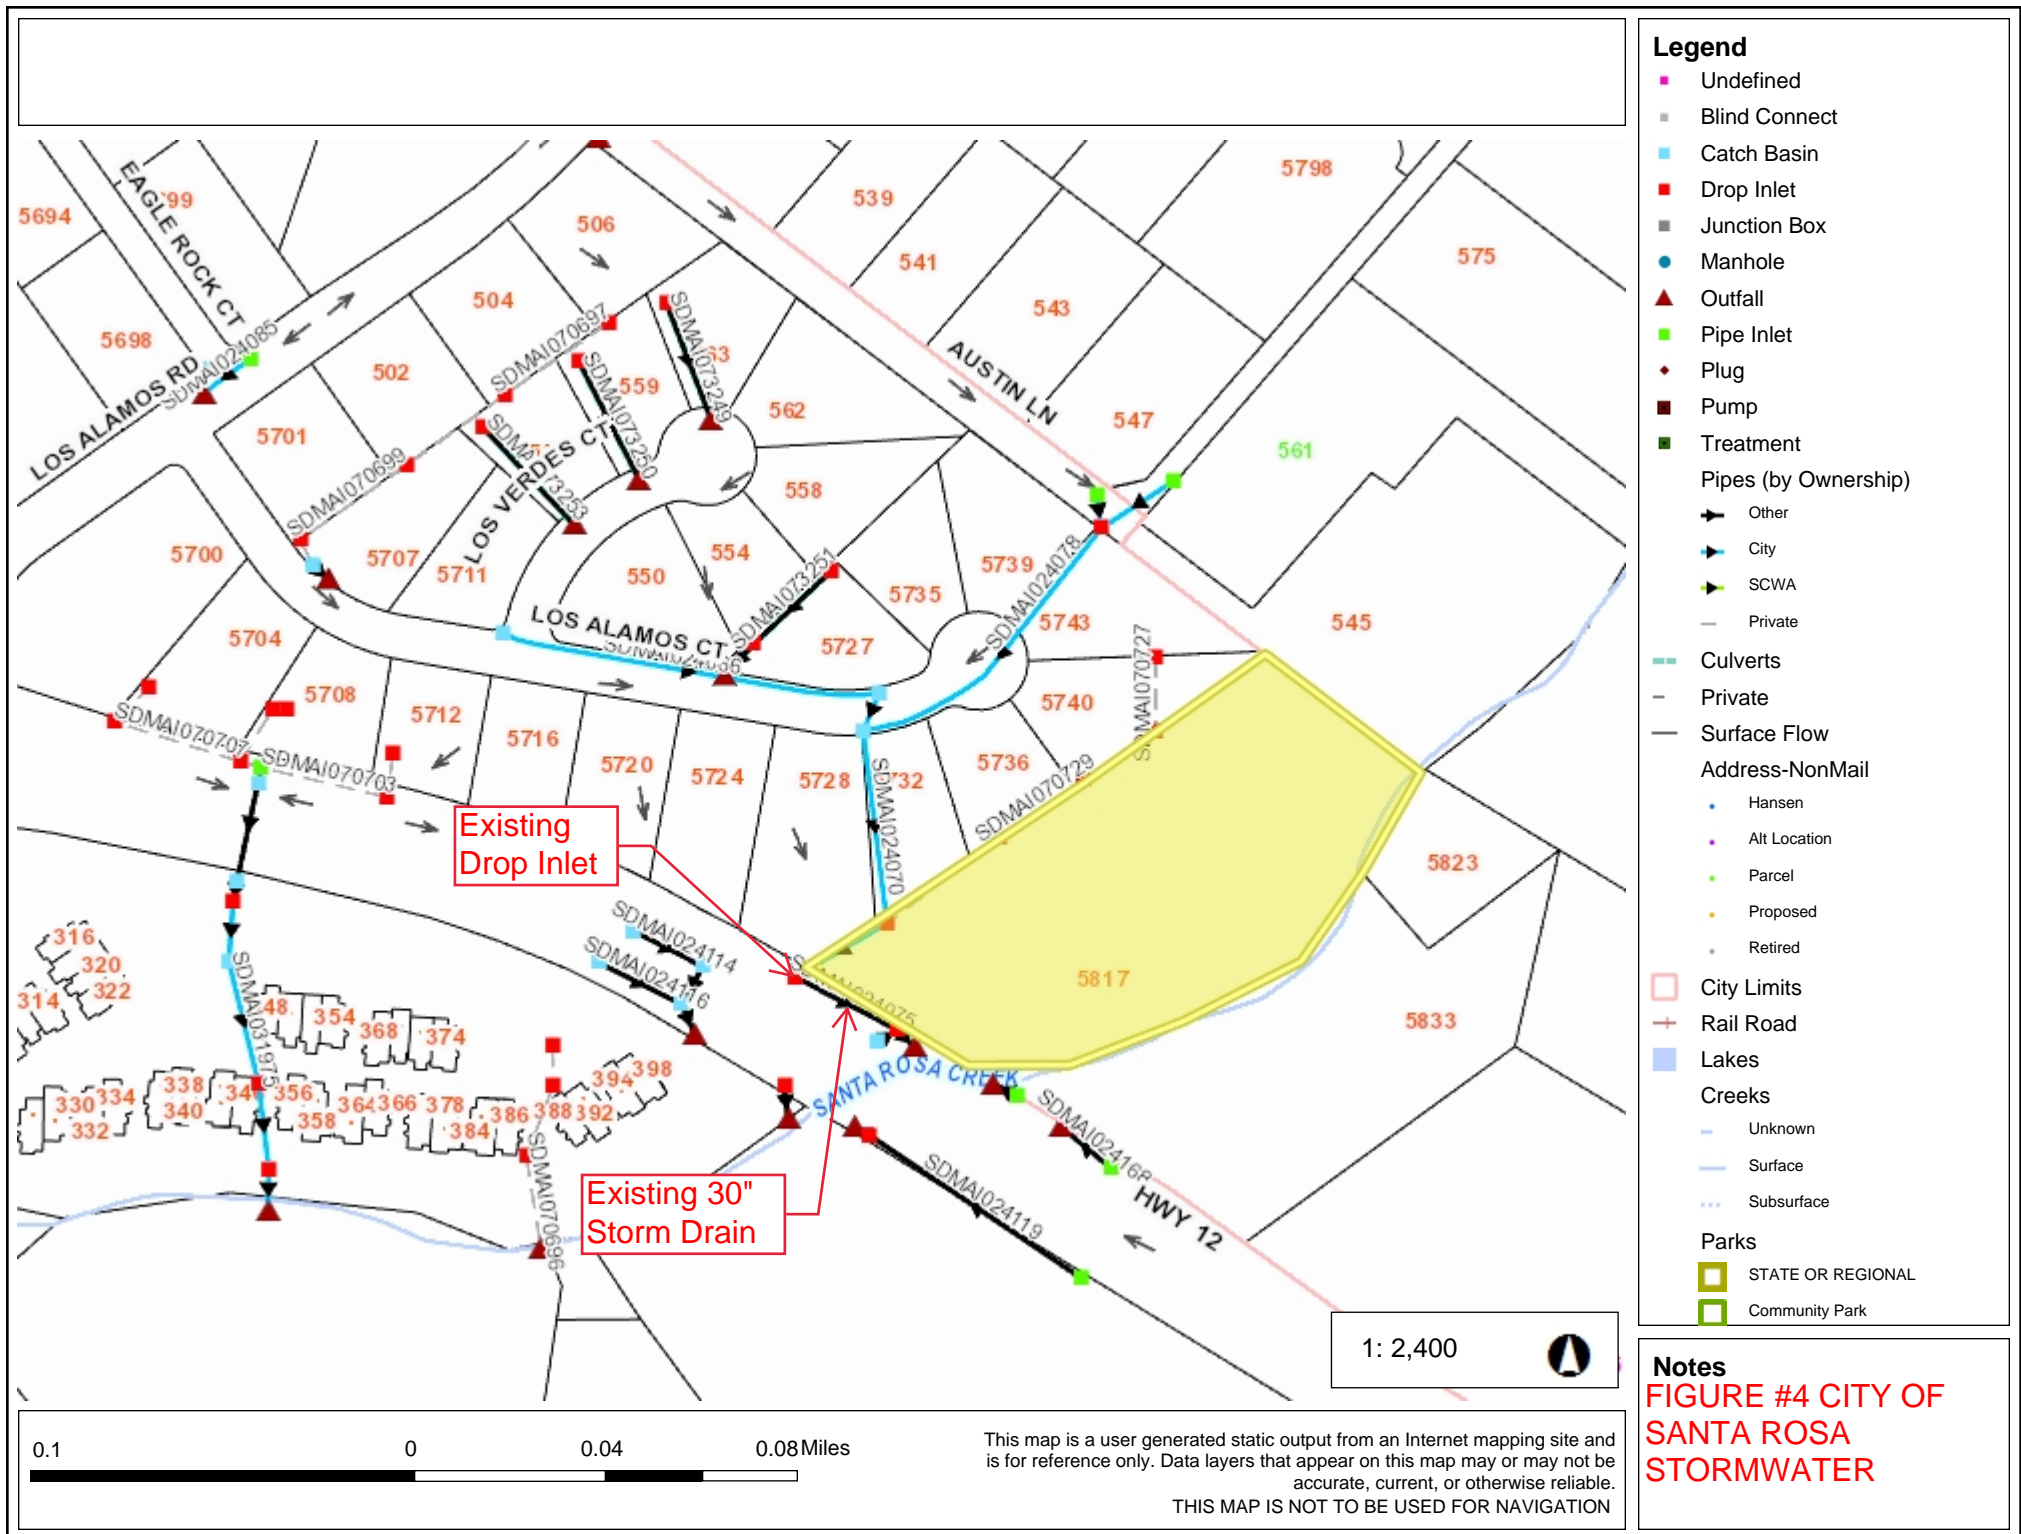 EAGLE ROCK CT
99
5694
5698
506
539
5798
541
575
504
543
SDMAI024085
SDMAI070697
SDMAI073249
63
LOS ALAMOS RD
502
559
562
AUSTIN LN
547
561
5701
SDMAI070699
SDMAI073250
LOS VERDES CT
558
5700
5707
5711
554
550
SDMAI073251
5739
SDMAI024078
5735
5704
LOS ALAMOS CT
5727
5743
545
SDMAI070727
5708
5712
5716
5740
SDMAI070707
SDMAI070703
5720
5724
5728
SDMAI024070
5736
SDMAI070729
Existing
Drop Inlet
5823
316
320
322
314
SDMAI024114
SDMAI024116
5817
5833
354
368
374
SDMAI031975
SANTA ROSA CREEK
338
340
334
330
332
356
358
364
366
378
384
386
388
392
394
398
SDMAI070696
SDMAI024119
HWY 12
Existing 30"
Storm Drain
1: 2,400
0.1
0
0.04
0.08Miles
This map is a user generated static output from an Internet mapping site and
is for reference only. Data layers that appear on this map may or may not be
accurate, current, or otherwise reliable.
THIS MAP IS NOT TO BE USED FOR NAVIGATION
Legend
Undefined
Blind Connect
Catch Basin
Drop Inlet
Junction Box
Manhole
Outfall
Pipe Inlet
Plug
Pump
Treatment
Pipes (by Ownership)
Other
City
SCWA
Private
Culverts
Private
Surface Flow
Address-NonMail
Hansen
Alt Location
Parcel
Proposed
Retired
City Limits
Rail Road
Lakes
Creeks
Unknown
Surface
Subsurface
Parks
STATE OR REGIONAL
Community Park
Notes
FIGURE #4 CITY OF
SANTA ROSA
STORMWATER